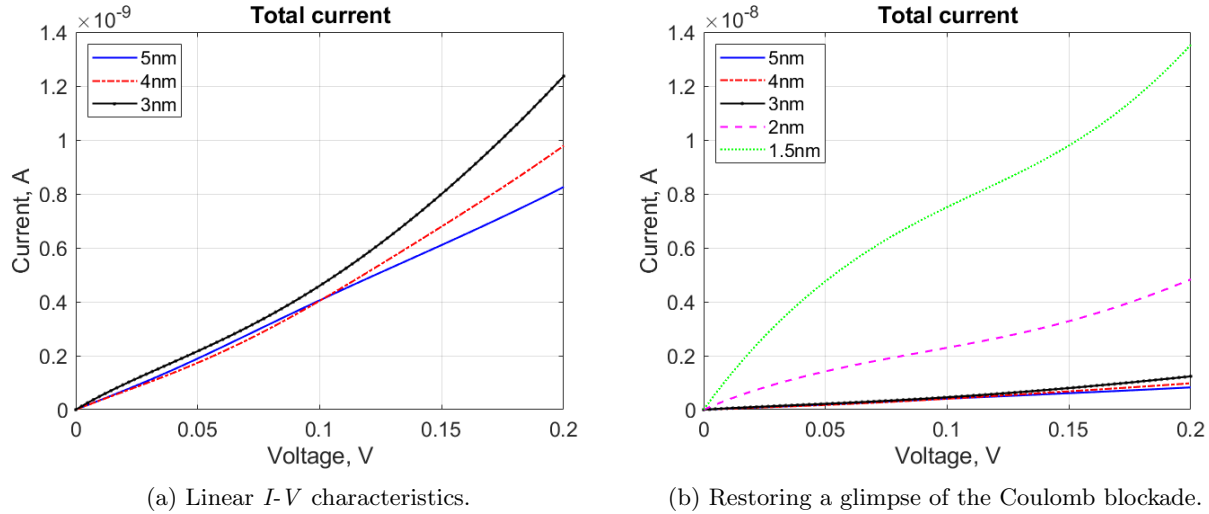 ×10⁻⁹
Total current
1.4
1.2
1
0.8
0.6
0.4
0.2
0
Current, A
5nm
4nm
3nm
0
0.05
0.1
0.15
0.2
Voltage, V
(a) Linear I-V characteristics.
×10⁻⁸
Total current
1.4
1.2
1
0.8
0.6
0.4
0.2
0
Current, A
5nm
4nm
3nm
2nm
1.5nm
0
0.05
0.1
0.15
0.2
Voltage, V
(b) Restoring a glimpse of the Coulomb blockade.